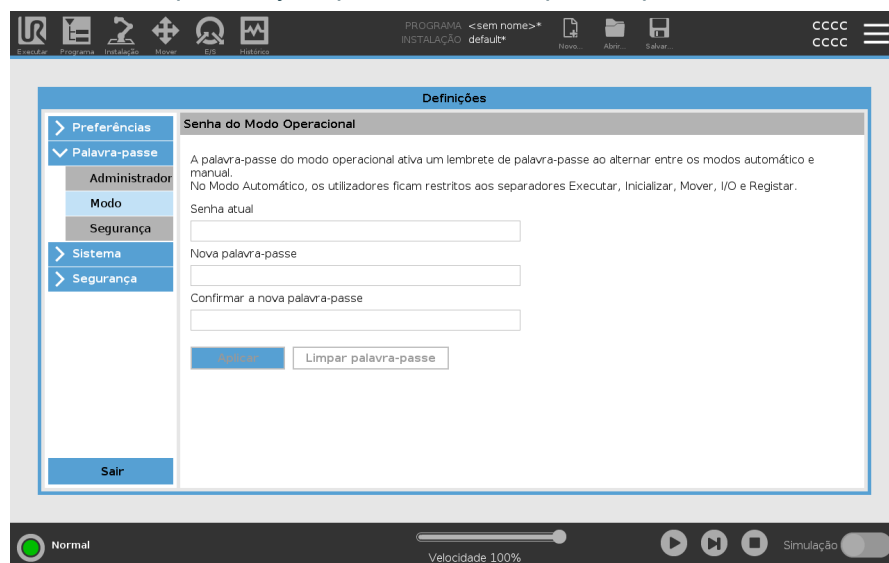 PROGRAMA <sem nome>*
INSTALAÇÃO default*
Executar Programa Instalação Mover E/S Histórico Novo... Abrir... Salvar...
cccc
cccc
Definições
Preferências
Palavra-passe
Administrador
Modo
Segurança
Sistema
Segurança
Sair
Senha do Modo Operacional
A palavra-passe do modo operacional ativa um lembrete de palavra-passe ao alternar entre os modos automático e
manual.
No Modo Automático, os utilizadores ficam restritos aos separadores Executar, Inicializar, Mover, I/O e Registar.
Senha atual
Nova palavra-passe
Confirmar a nova palavra-passe
Aplicar Limpar palavra-passe
Normal
Velocidade 100%
Simulação